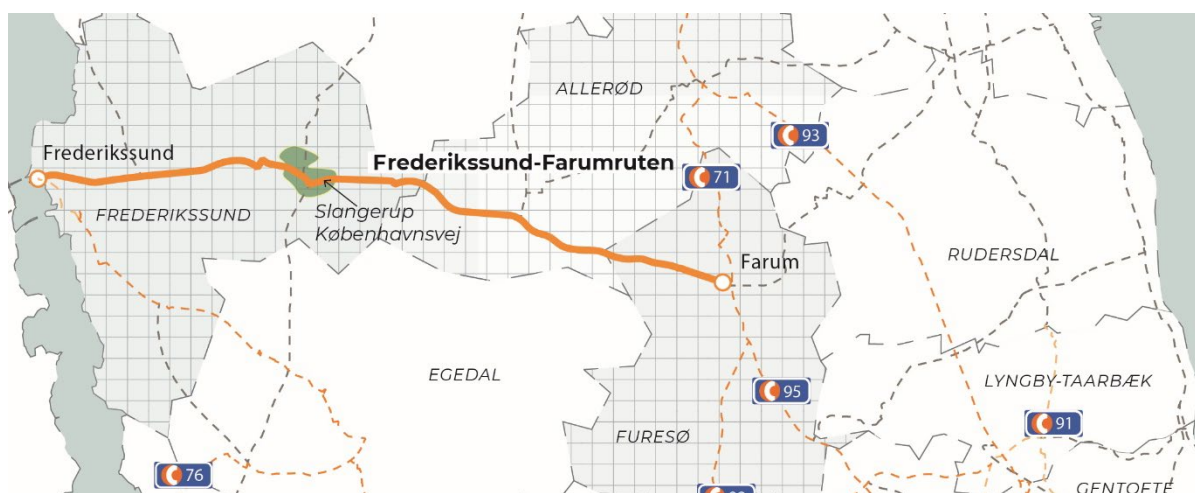 ALLERØD
93
Frederikssund
Frederikssund-Farumruten
71
FREDERIKSSUND
Slangerup
Københavnsvej
Farum
RUDERSDAL
EGEDAL
LYNGBY-TAARBÆK
95
91
FURESØ
76
GENTOFTE